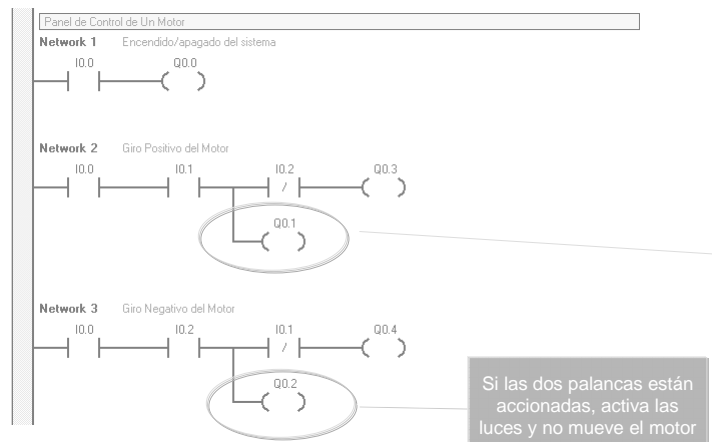 Panel de Control de Un Motor
Network 1 Encendido/apagado del sistema
I0.0 Q0.0
Network 2 Giro Positivo del Motor
I0.0 I0.1 I0.2 Q0.3
/
Q0.1
Network 3 Giro Negativo del Motor
I0.0 I0.2 I0.1 Q0.4
/
Q0.2
Si las dos palancas están
accionadas, activa las
luces y no mueve el motor